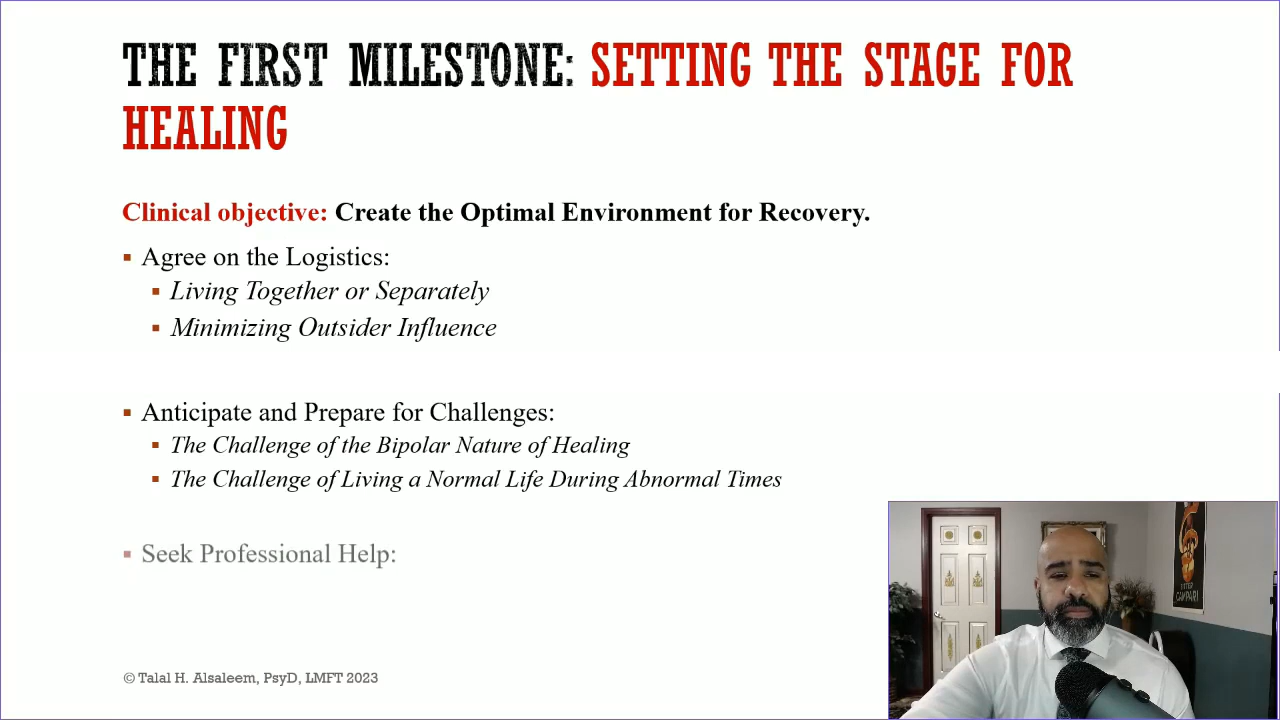 THE FIRST MILESTONE: SETTING THE STAGE FOR
HEALING
Clinical objective: Create the Optimal Environment for Recovery.
▪ Agree on the Logistics:
▪ Living Together or Separately
▪ Minimizing Outsider Influence
▪ Anticipate and Prepare for Challenges:
▪ The Challenge of the Bipolar Nature of Healing
▪ The Challenge of Living a Normal Life During Abnormal Times
▪ Seek Professional Help:
CAMPARI
© Talal H. Alsaleem, PsyD, LMFT 2023